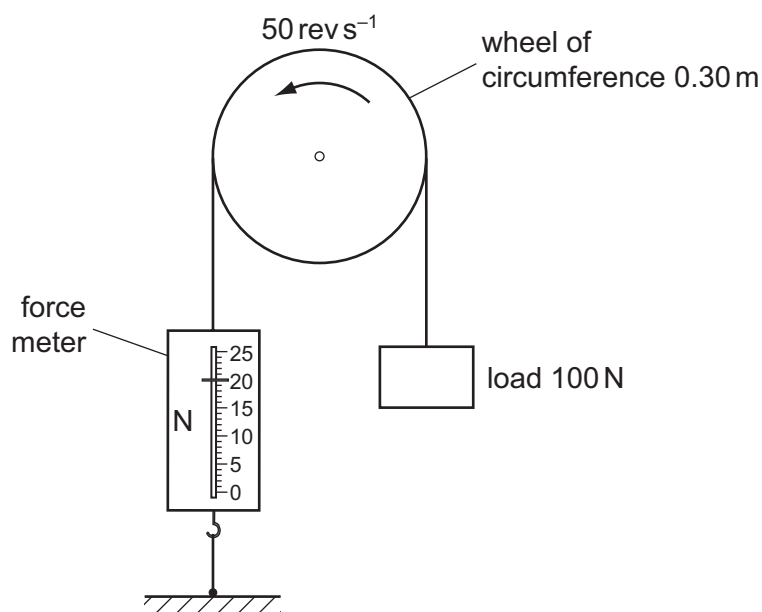 50 rev s⁻¹
wheel of
circumference 0.30 m
force
meter
25
20
15
10
5
0
N
load 100 N